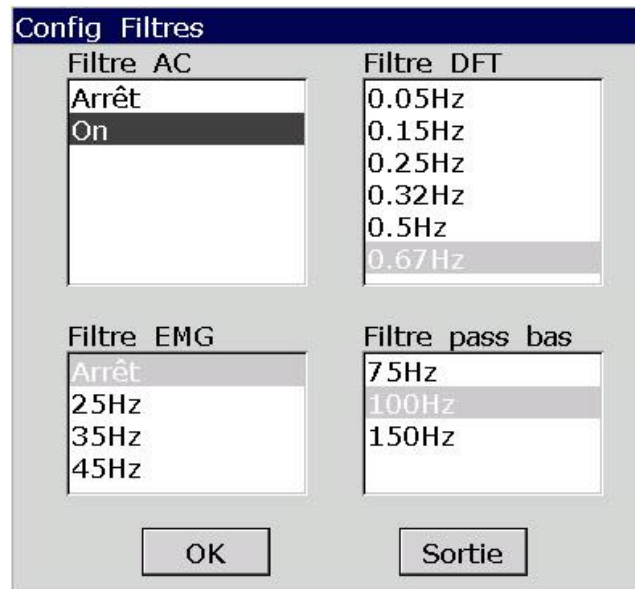 Config Filtres
Filtre AC
Arrêt
On
Filtre DFT
0.05Hz
0.15Hz
0.25Hz
0.32Hz
0.5Hz
0.67Hz
Filtre EMG
Arrêt
25Hz
35Hz
45Hz
Filtre pass bas
75Hz
100Hz
150Hz
OK
Sortie